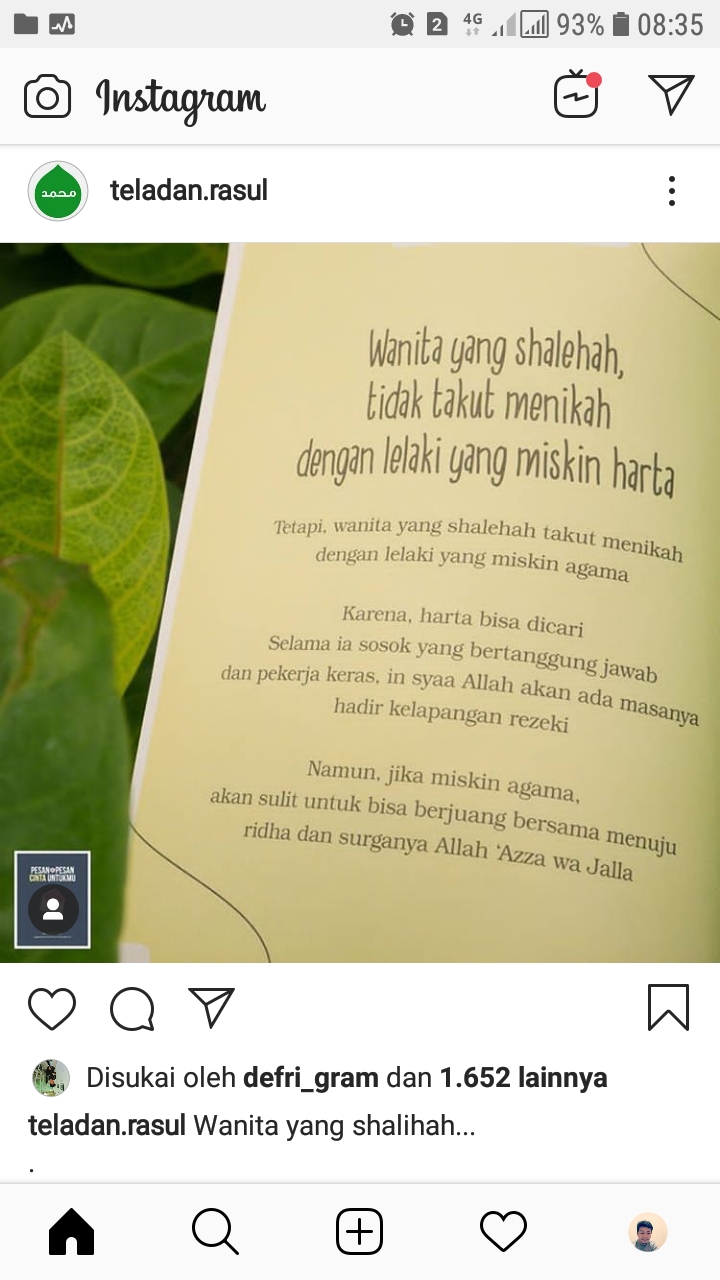 4G 2 93% 08:35
Instagram
محمد
teladan.rasul
Wanita yang shalehah,
tidak takut menikah
dengan lelaki yang miskin harta
Tetapi, wanita yang shalehah takut menikah
dengan lelaki yang miskin agama
Karena, harta bisa dicari
Selama ia sosok yang bertanggung jawab
dan pekerja keras, in syaa Allah akan ada masanya
hadir kelapangan rezeki
Namun, jika miskin agama,
akan sulit untuk bisa berjuang bersama menuju
ridha dan surganya Allah ‘Azza wa Jalla
PESAN PESAN
CINTA UNTUKMU
Disukai oleh defri_gram dan 1.652 lainnya
teladan.rasul Wanita yang shalihah...
.